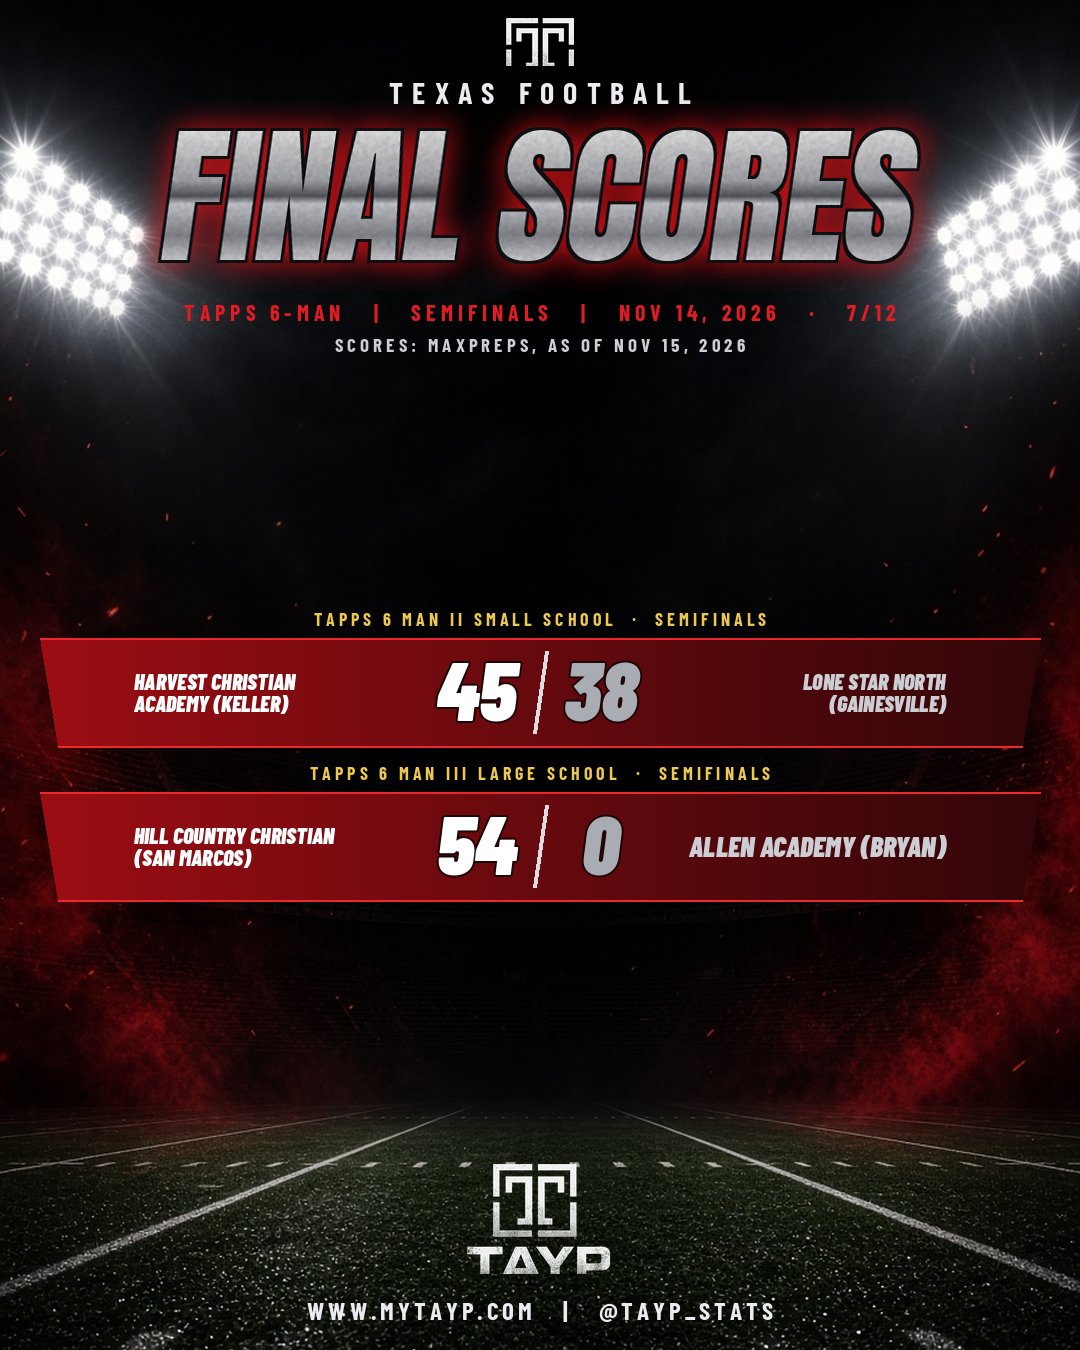 TEXAS FOOTBALL
FINAL SCORES
TAPPS 6-MAN | SEMIFINALS | NOV 14, 2026 · 7/12
SCORES: MAXPREPS, AS OF NOV 15, 2026
TAPPS 6 MAN II SMALL SCHOOL · SEMIFINALS
HARVEST CHRISTIAN
ACADEMY (KELLER)
45 / 38
LONE STAR NORTH
(GAINESVILLE)
TAPPS 6 MAN III LARGE SCHOOL · SEMIFINALS
HILL COUNTRY CHRISTIAN
(SAN MARCOS)
54 / 0
ALLEN ACADEMY (BRYAN)
TAYP
WWW.MYTAYP.COM | @TAYP_STATS